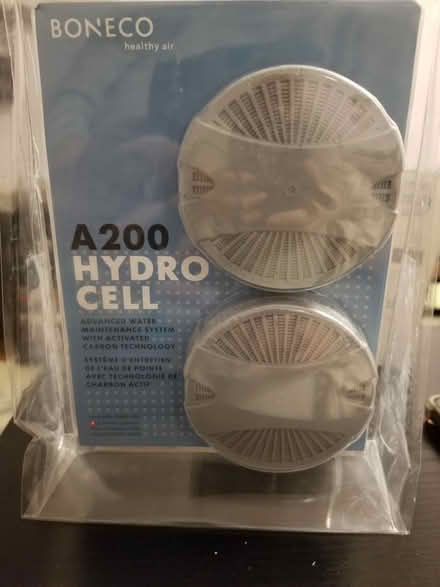 BONECO
healthy air
A200
HYDRO
CELL
ADVANCED WATER
MAINTENANCE SYSTEM
WITH ACTIVATED
CARBON TECHNOLOGY
SYSTÈME D'ENTRETIEN
DE L'EAU DE POINTE
AVEC TECHNOLOGIE DE
CHARBON ACTIF